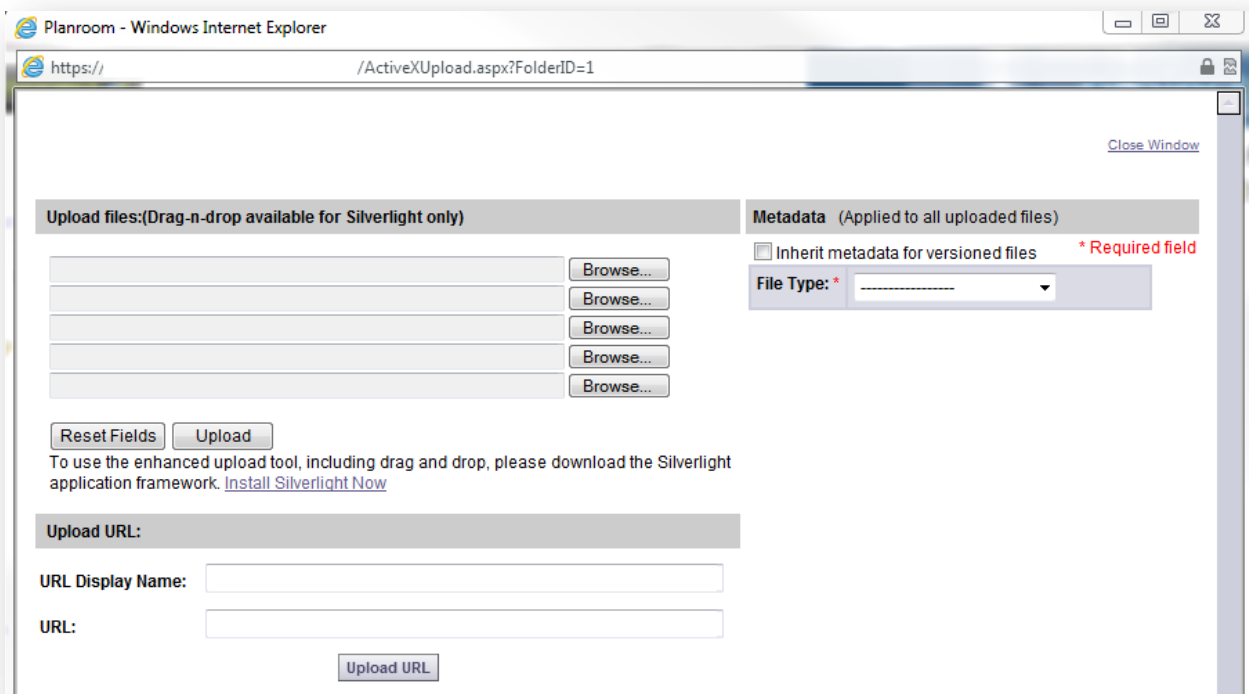 Planroom - Windows Internet Explorer
https:// /ActiveXUpload.aspx?FolderID=1
Close Window
Upload files:(Drag-n-drop available for Silverlight only)
Metadata (Applied to all uploaded files)
Inherit metadata for versioned files
* Required field
File Type: * -----------------
Browse...
Browse...
Browse...
Browse...
Browse...
Reset Fields Upload
To use the enhanced upload tool, including drag and drop, please download the Silverlight
application framework. Install Silverlight Now
Upload URL:
URL Display Name:
URL:
Upload URL